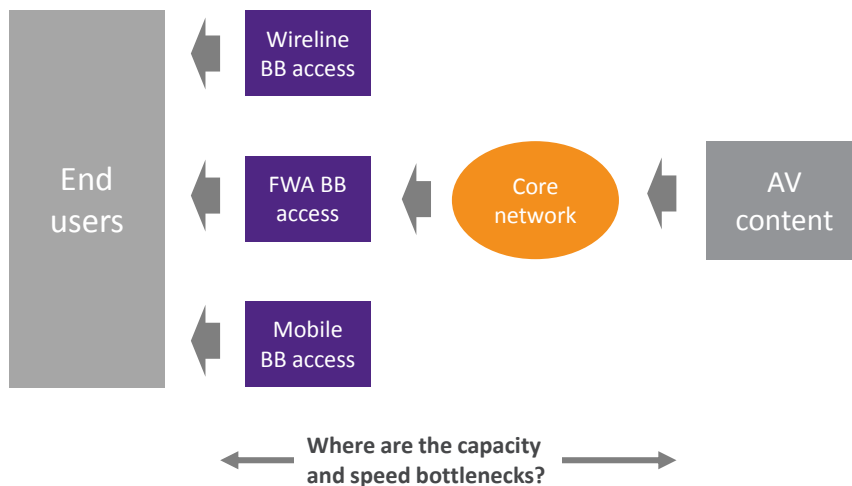 Wireline
BB access
End
users
FWA BB
access
Core
network
AV
content
Mobile
BB access
Where are the capacity
and speed bottlenecks?